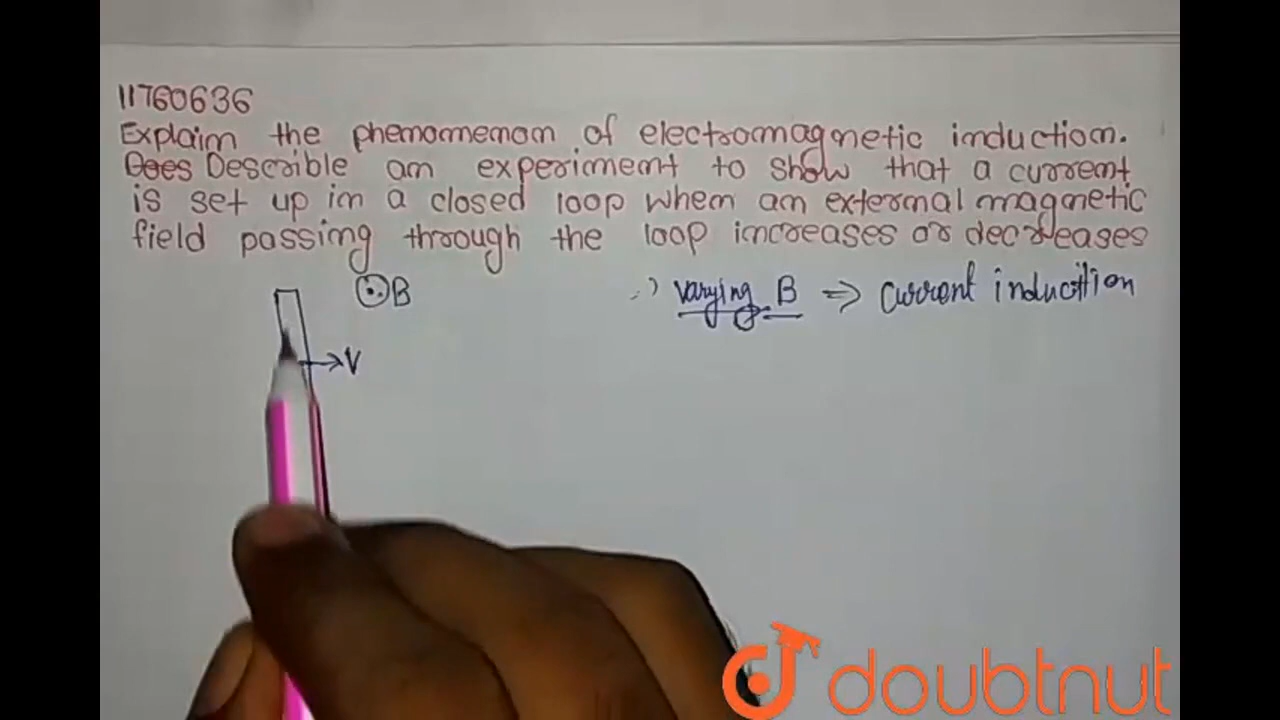 11760636
Explain the phenomenon of electromagnetic induction.
Does Describle an experiment to show that a current
is set up in a closed loop when an external magnetic
field passing through the loop increases or decreases
B
varying B ⇒ current induction
V
doubtnut